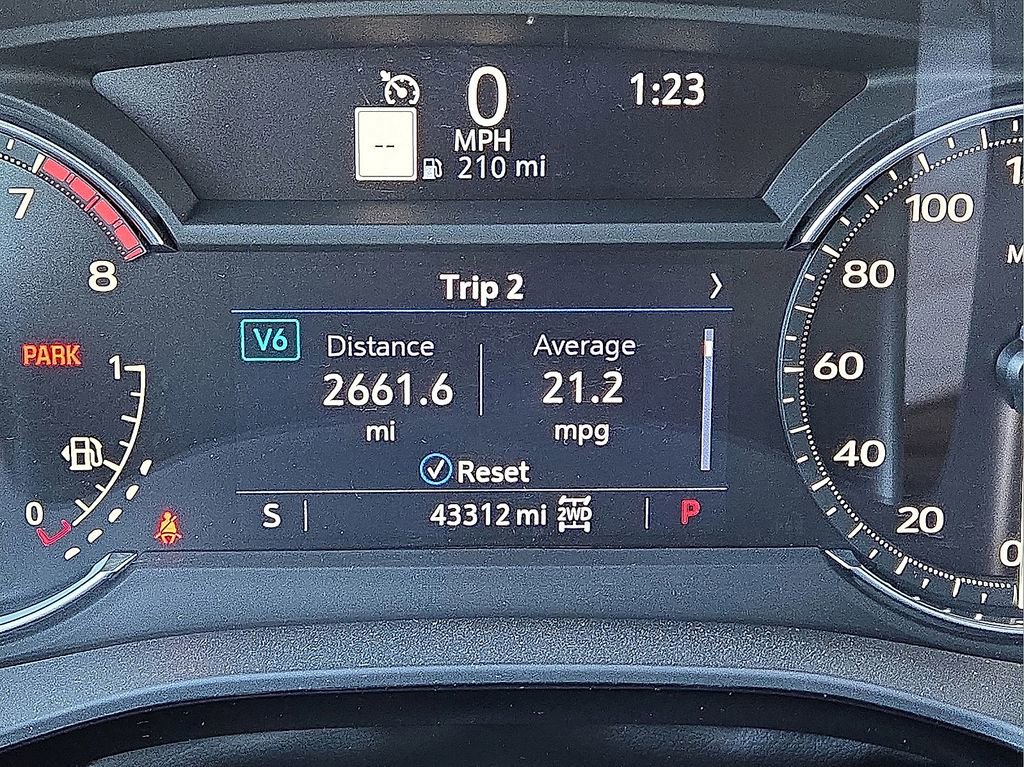 0
1:23
--
MPH
210 mi
7
8
PARK
1
0
Trip 2
V6
Distance
Average
2661.6
21.2
mi
mpg
Reset
S
43312 mi
2WD
P
100
80
60
40
20
0